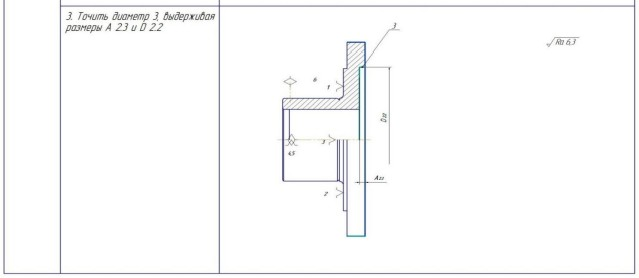 3. Точить диаметр 3, выдерживая
размеры А 2.3 и D 2.2
3
Ra 6,3
6
1
D2.2
3
4,5
A2.3
2